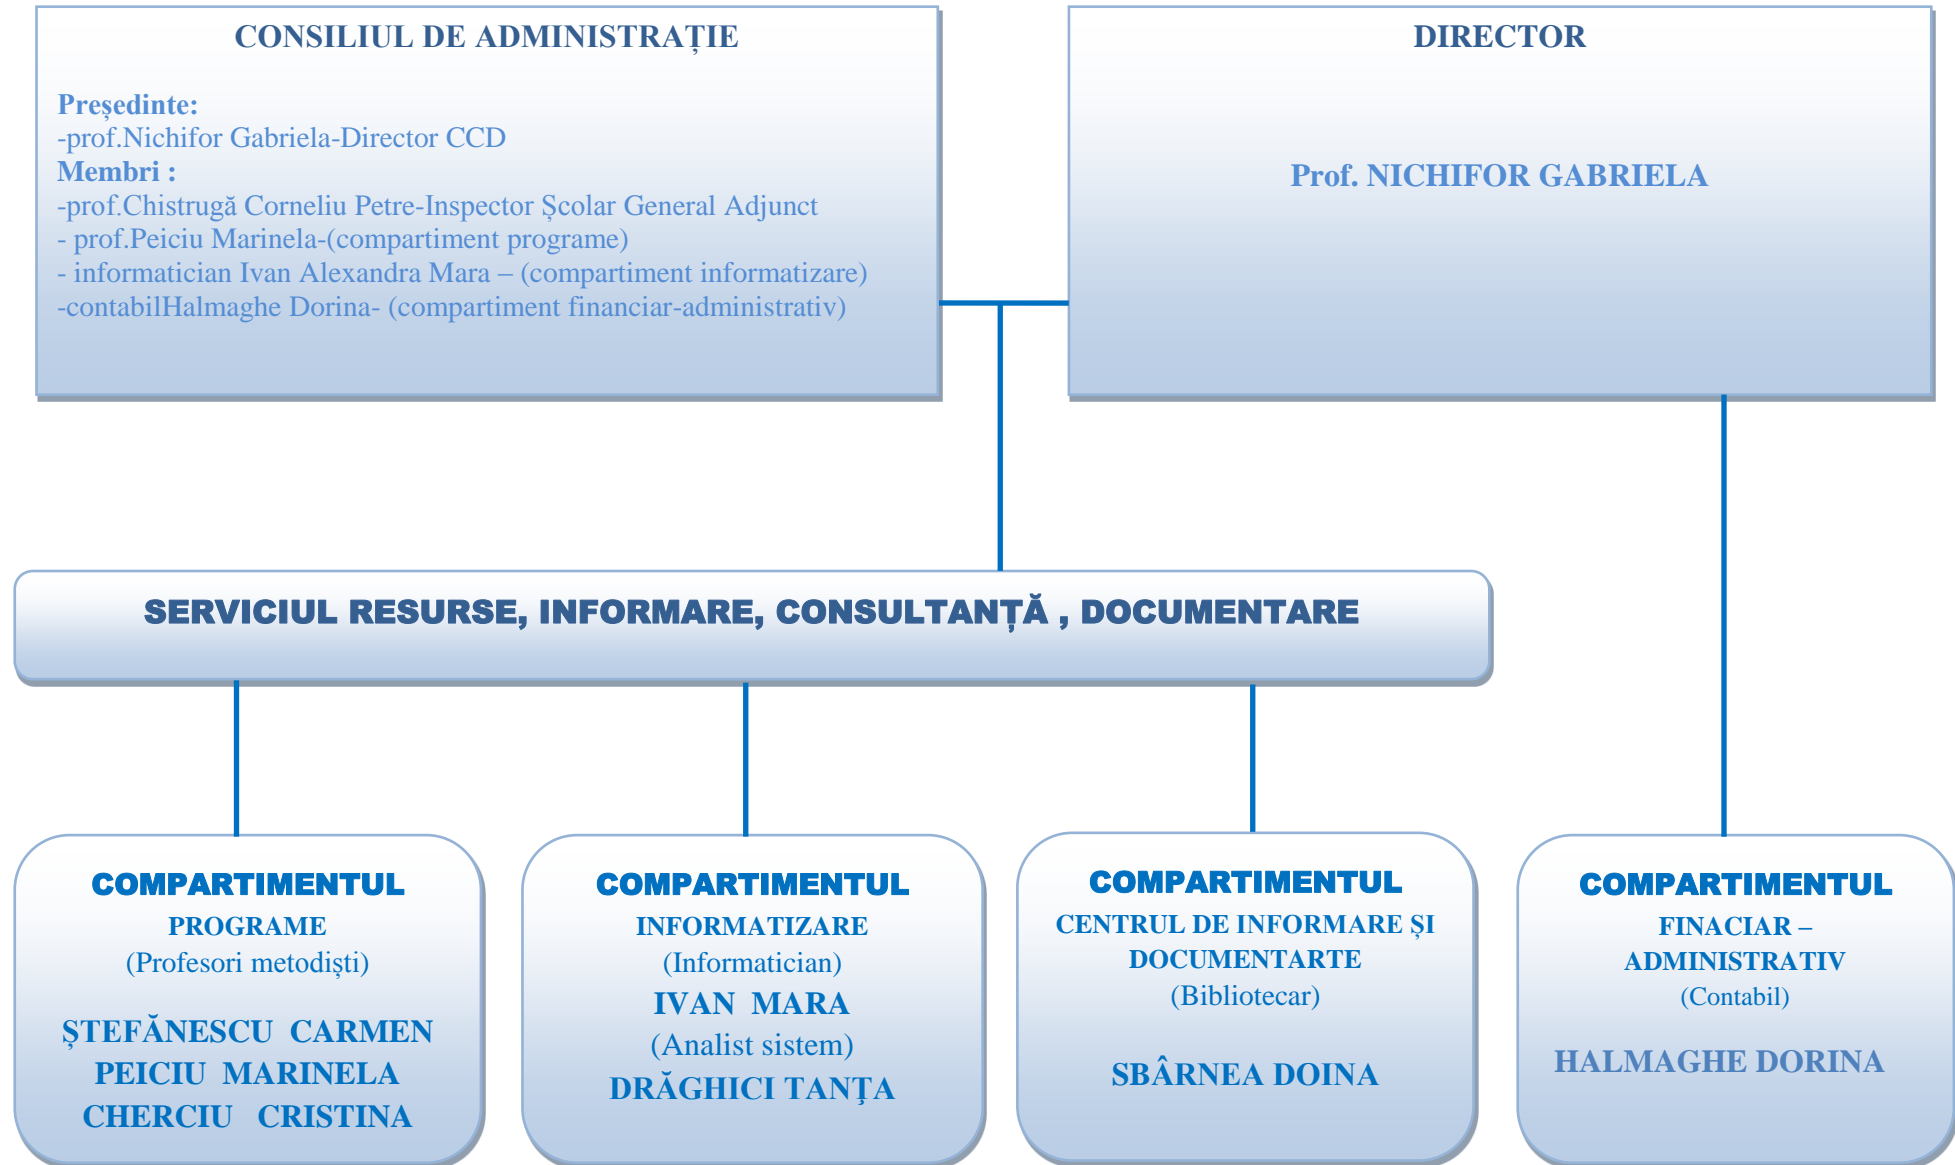 CONSILIUL DE ADMINISTRAȚIE
Președinte:
-prof.Nichifor Gabriela-Director CCD
Membri :
-prof.Chistrugă Corneliu Petre-Inspector Școlar General Adjunct
- prof.Peiciu Marinela-(compartiment programe)
- informatician Ivan Alexandra Mara – (compartiment informatizare)
-contabilHalmaghe Dorina- (compartiment financiar-administrativ)
DIRECTOR
Prof. NICHIFOR GABRIELA
SERVICIUL RESURSE, INFORMARE, CONSULTANȚĂ , DOCUMENTARE
COMPARTIMENTUL
PROGRAME
(Profesori metodiști)
ȘTEFĂNESCU CARMEN
PEICIU MARINELA
CHERCIU CRISTINA
COMPARTIMENTUL
INFORMATIZARE
(Informatician)
IVAN MARA
(Analist sistem)
DRĂGHICI TANŢA
COMPARTIMENTUL
CENTRUL DE INFORMARE ȘI
DOCUMENTARTE
(Bibliotecar)
SBÂRNEA DOINA
COMPARTIMENTUL
FINACIAR –
ADMINISTRATIV
(Contabil)
HALMAGHE DORINA